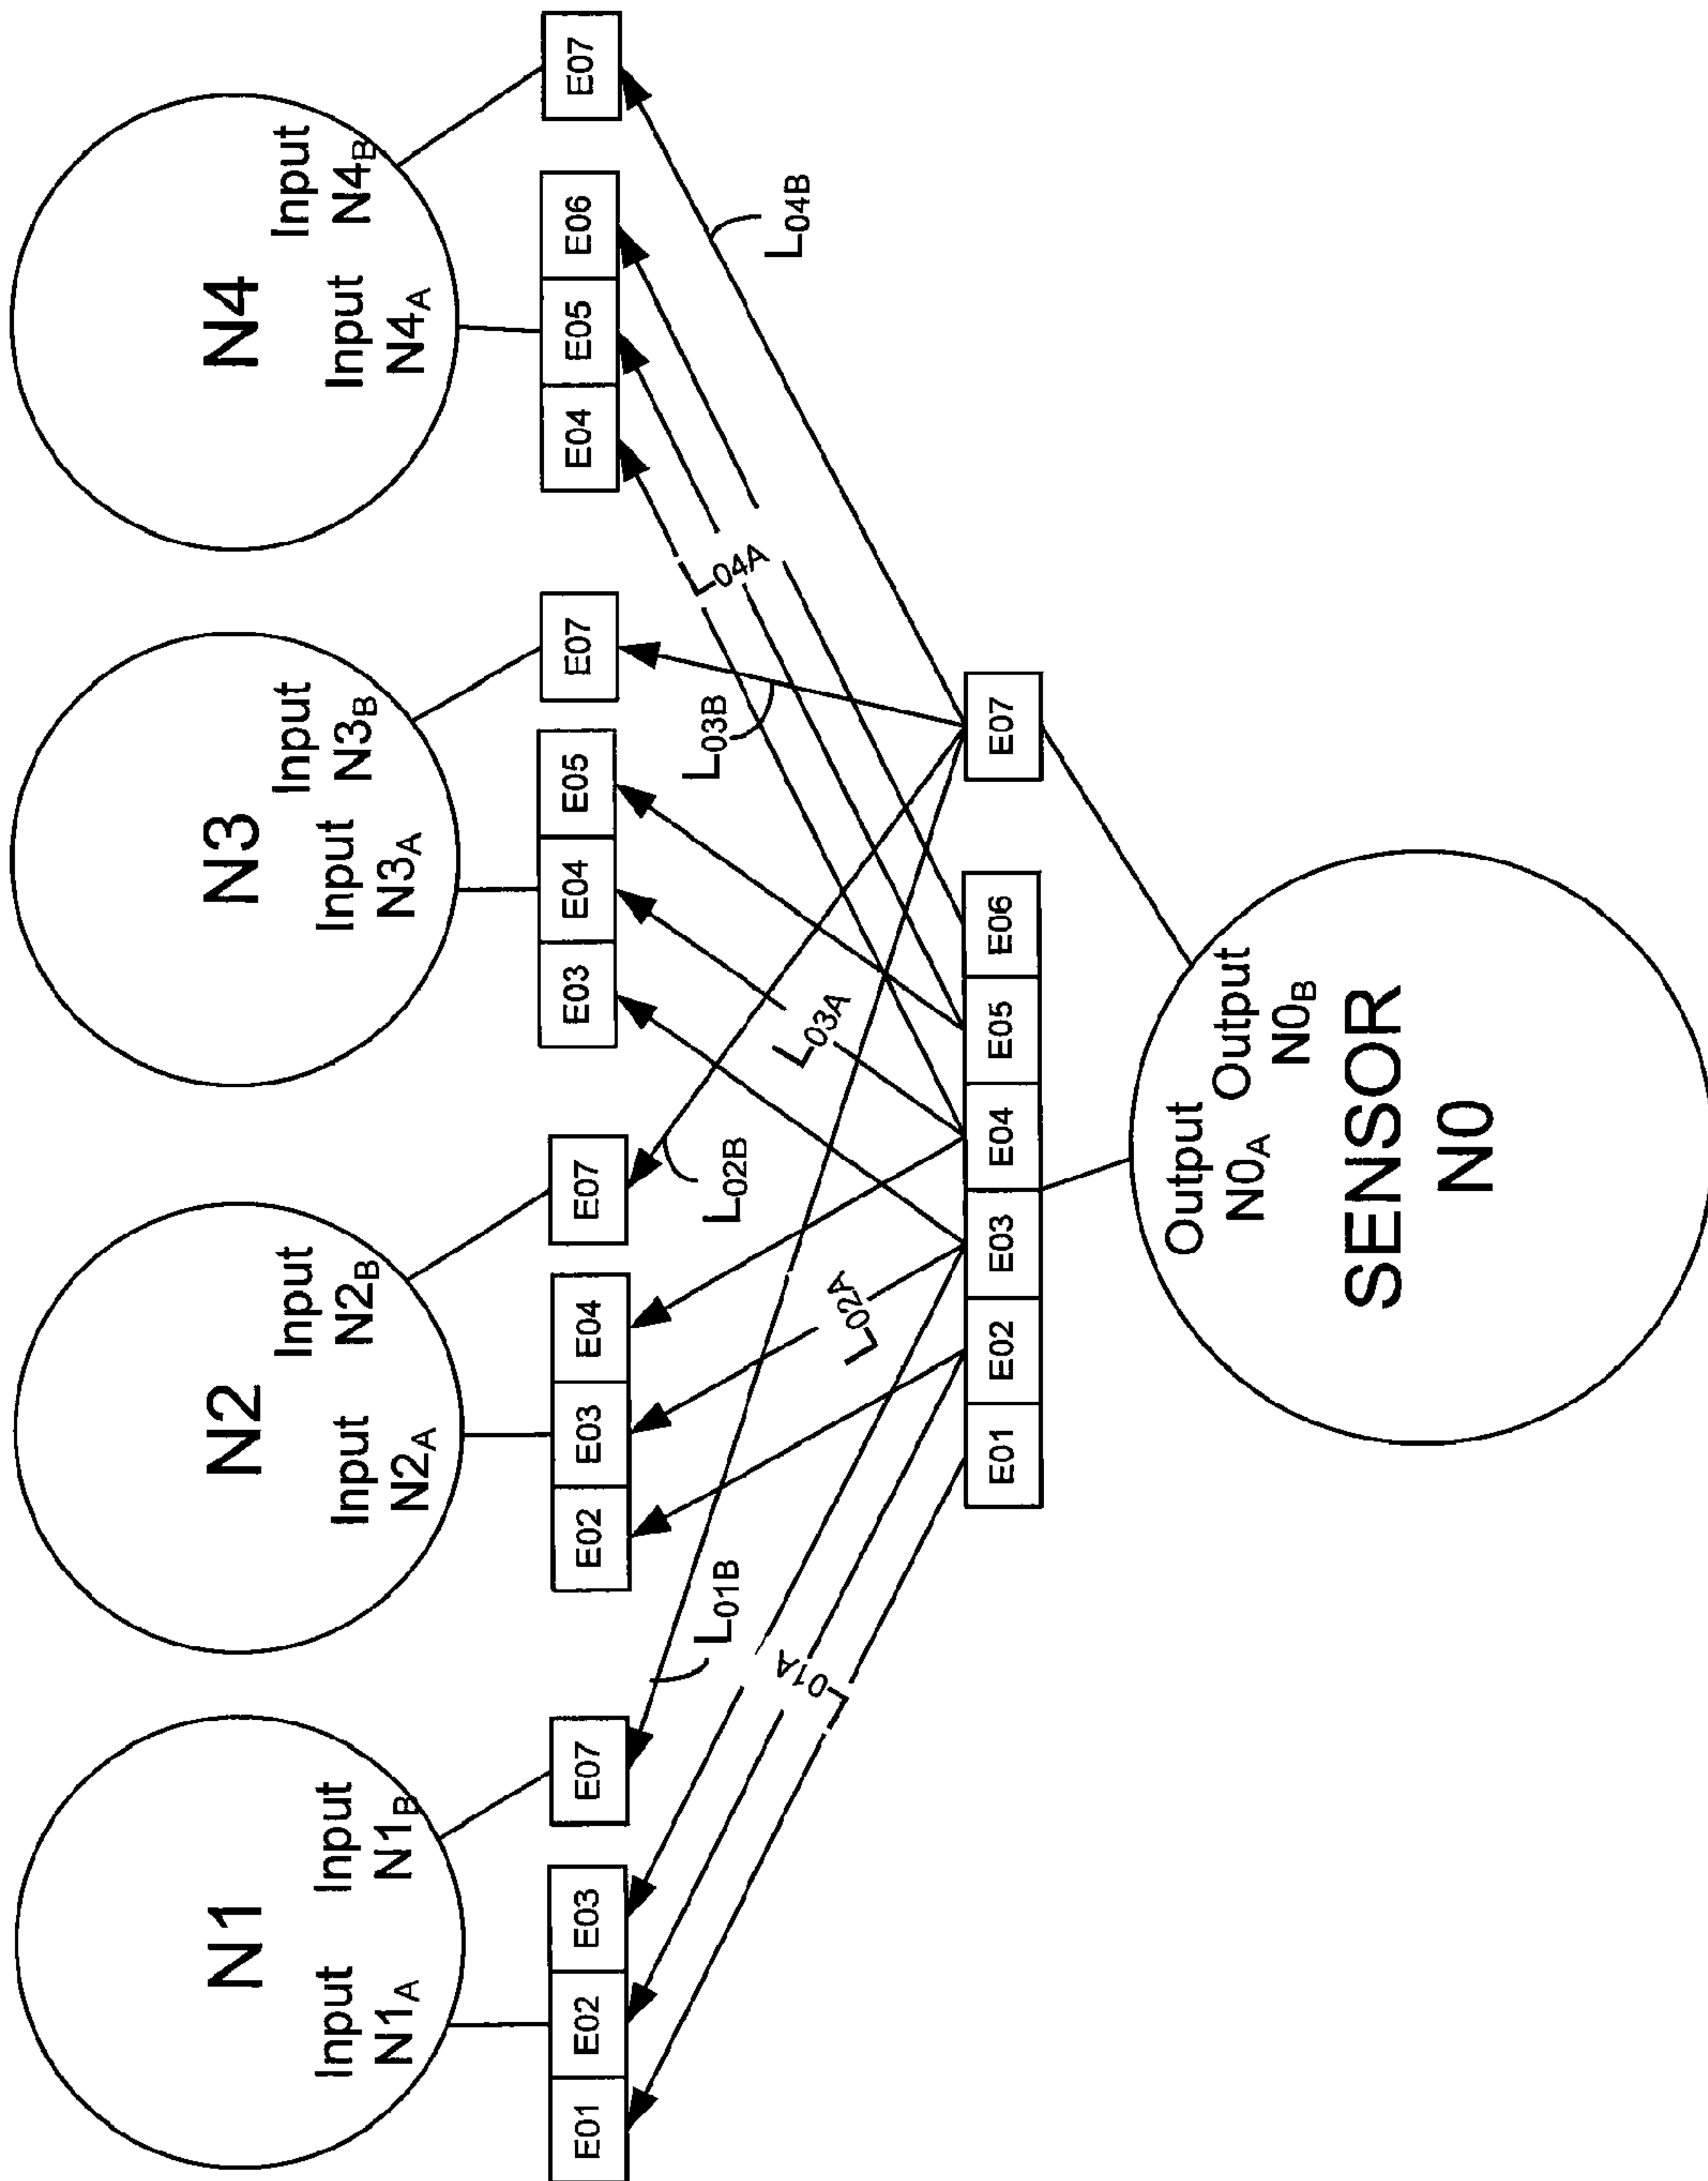 N1
Input
N1A
Input
N1B
N2
Input
N2A
Input
N2B
N3
Input
N3A
Input
N3B
N4
Input
N4A
Input
N4B
E01 E02 E03
E07
E02 E03 E04
E07
E03 E04 E05
E07
E04 E05 E06
E07
L01A
L01B
L02A
L02B
L03A
L03B
L04A
L04B
E01 E02 E03 E04 E05 E06
E07
Output
N0A
Output
N0B
SENSOR
N0